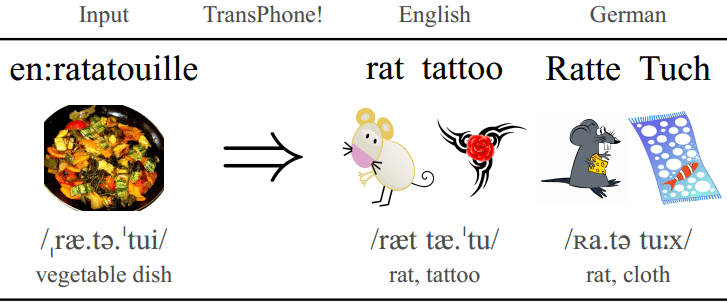 Input TransPhone! English German
en:ratatouille rat tattoo Ratte Tuch
/ˌræ.tə.ˈtui/ /ræt tæ.ˈtu/ /ʀa.tə tuːx/
vegetable dish rat, tattoo rat, cloth